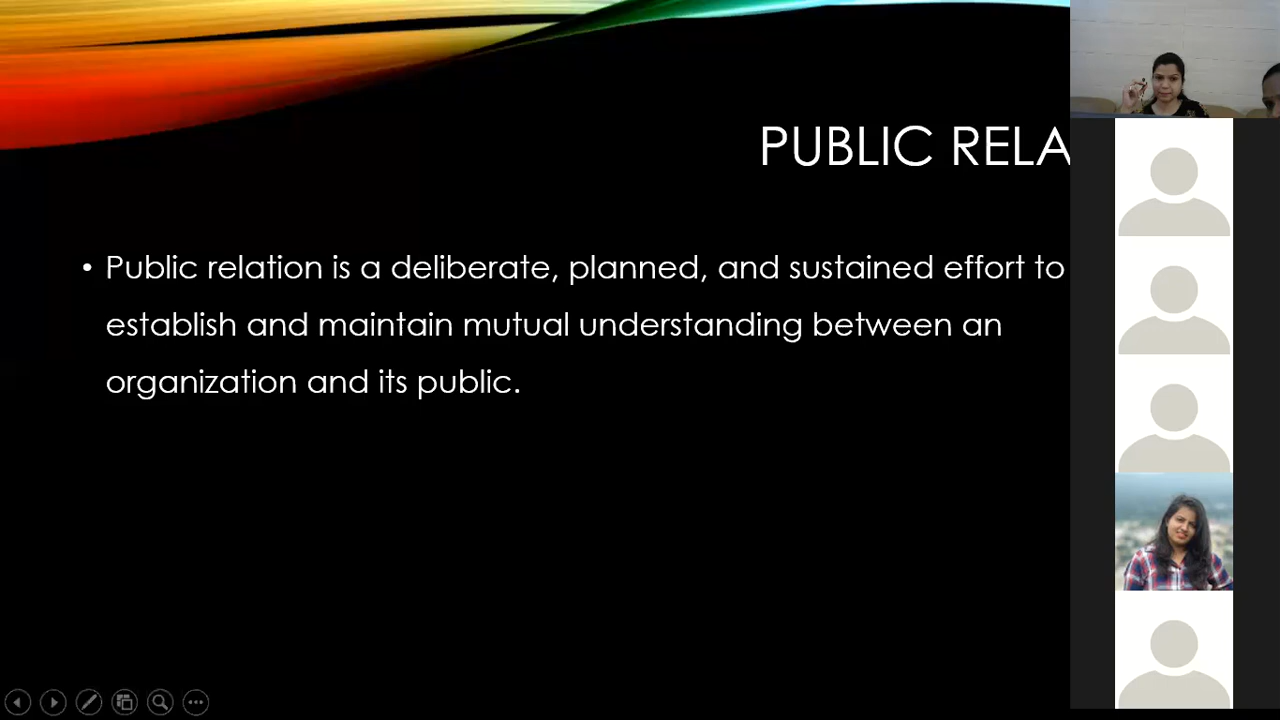 PUBLIC RELA
• Public relation is a deliberate, planned, and sustained effort to
establish and maintain mutual understanding between an
organization and its public.